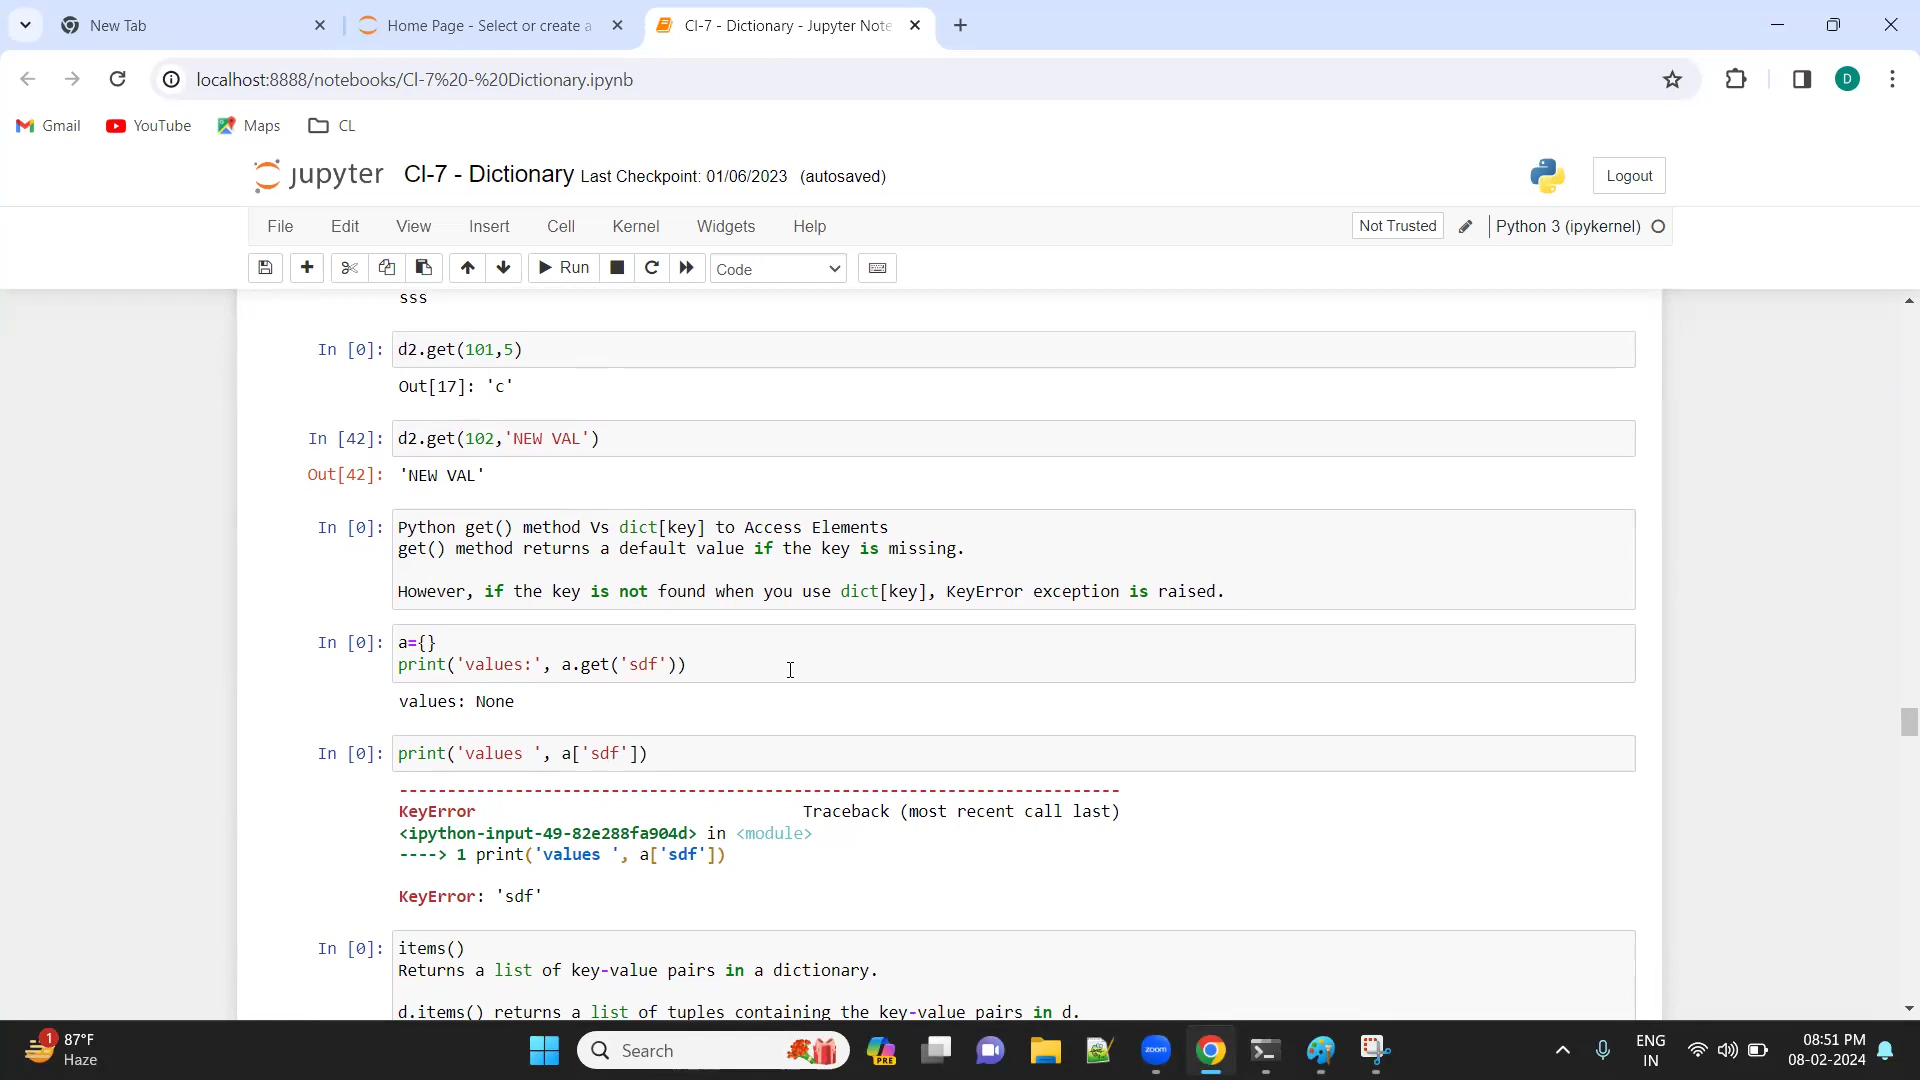 New Tab
Home Page - Select or create a
Cl-7 - Dictionary - Jupyter Note
localhost:8888/notebooks/Cl-7%20-%20Dictionary.ipynb
D
Gmail
YouTube
Maps
CL
jupyter
Cl-7 - Dictionary Last Checkpoint: 01/06/2023 (autosaved)
Logout
File
Edit
View
Insert
Cell
Kernel
Widgets
Help
Not Trusted
Python 3 (ipykernel)
Run
Code
sss
In [0]: d2.get(101,5)
Out[17]: 'c'
In [42]: d2.get(102,'NEW VAL')
Out[42]: 'NEW VAL'
In [0]: Python get() method Vs dict[key] to Access Elements
get() method returns a default value if the key is missing.
However, if the key is not found when you use dict[key], KeyError exception is raised.
In [0]: a={}
print('values:', a.get('sdf'))
values: None
In [0]: print('values ', a['sdf'])
---------------------------------------------------------------------------
KeyError Traceback (most recent call last)
<ipython-input-49-82e288fa904d> in <module>
----> 1 print('values ', a['sdf'])
KeyError: 'sdf'
In [0]: items()
Returns a list of key-value pairs in a dictionary.
d.items() returns a list of tuples containing the key-value pairs in d.
1
87°F
Haze
Search
PRE
zoom
ENG
IN
08:51 PM
08-02-2024